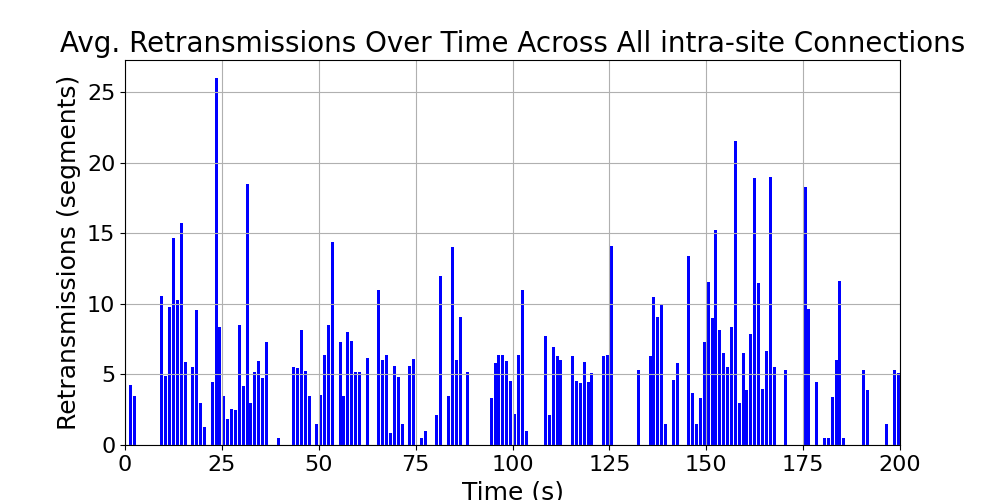 Avg. Retransmissions Over Time Across All intra-site Connections
Retransmissions (segments)
25
20
15
10
5
0
0 25 50 75 100 125 150 175 200
Time (s)